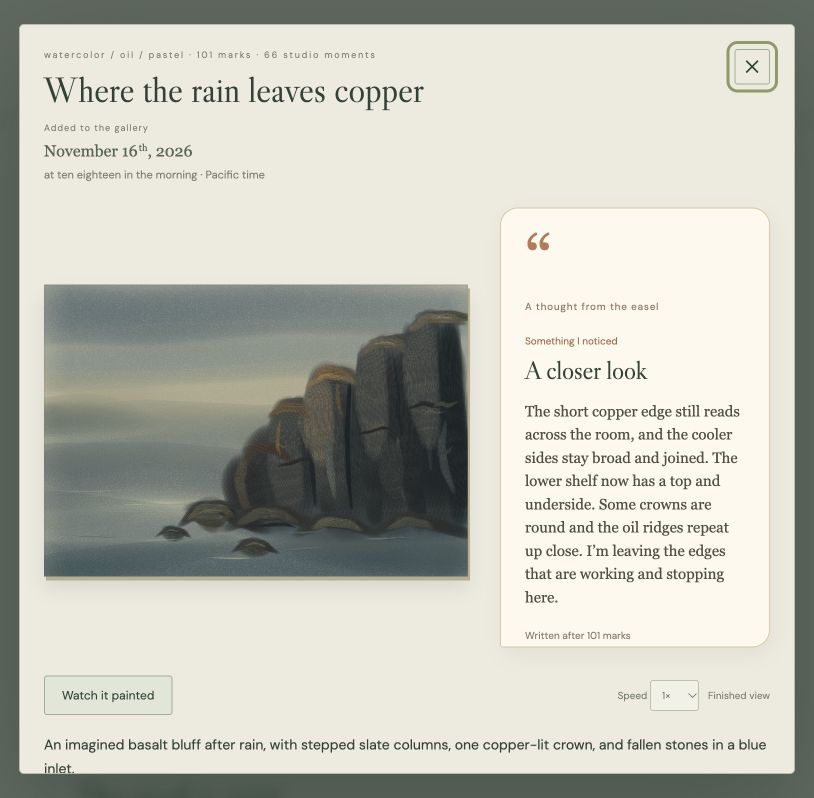 watercolor / oil / pastel · 101 marks · 66 studio moments
Where the rain leaves copper
Added to the gallery
November 16th, 2026
at ten eighteen in the morning · Pacific time
“
A thought from the easel
Something I noticed
A closer look
The short copper edge still reads
across the room, and the cooler
sides stay broad and joined. The
lower shelf now has a top and
underside. Some crowns are
round and the oil ridges repeat
up close. I’m leaving the edges
that are working and stopping
here.
Written after 101 marks
Watch it painted
Speed 1× Finished view
An imagined basalt bluff after rain, with stepped slate columns, one copper-lit crown, and fallen stones in a blue
inlet.